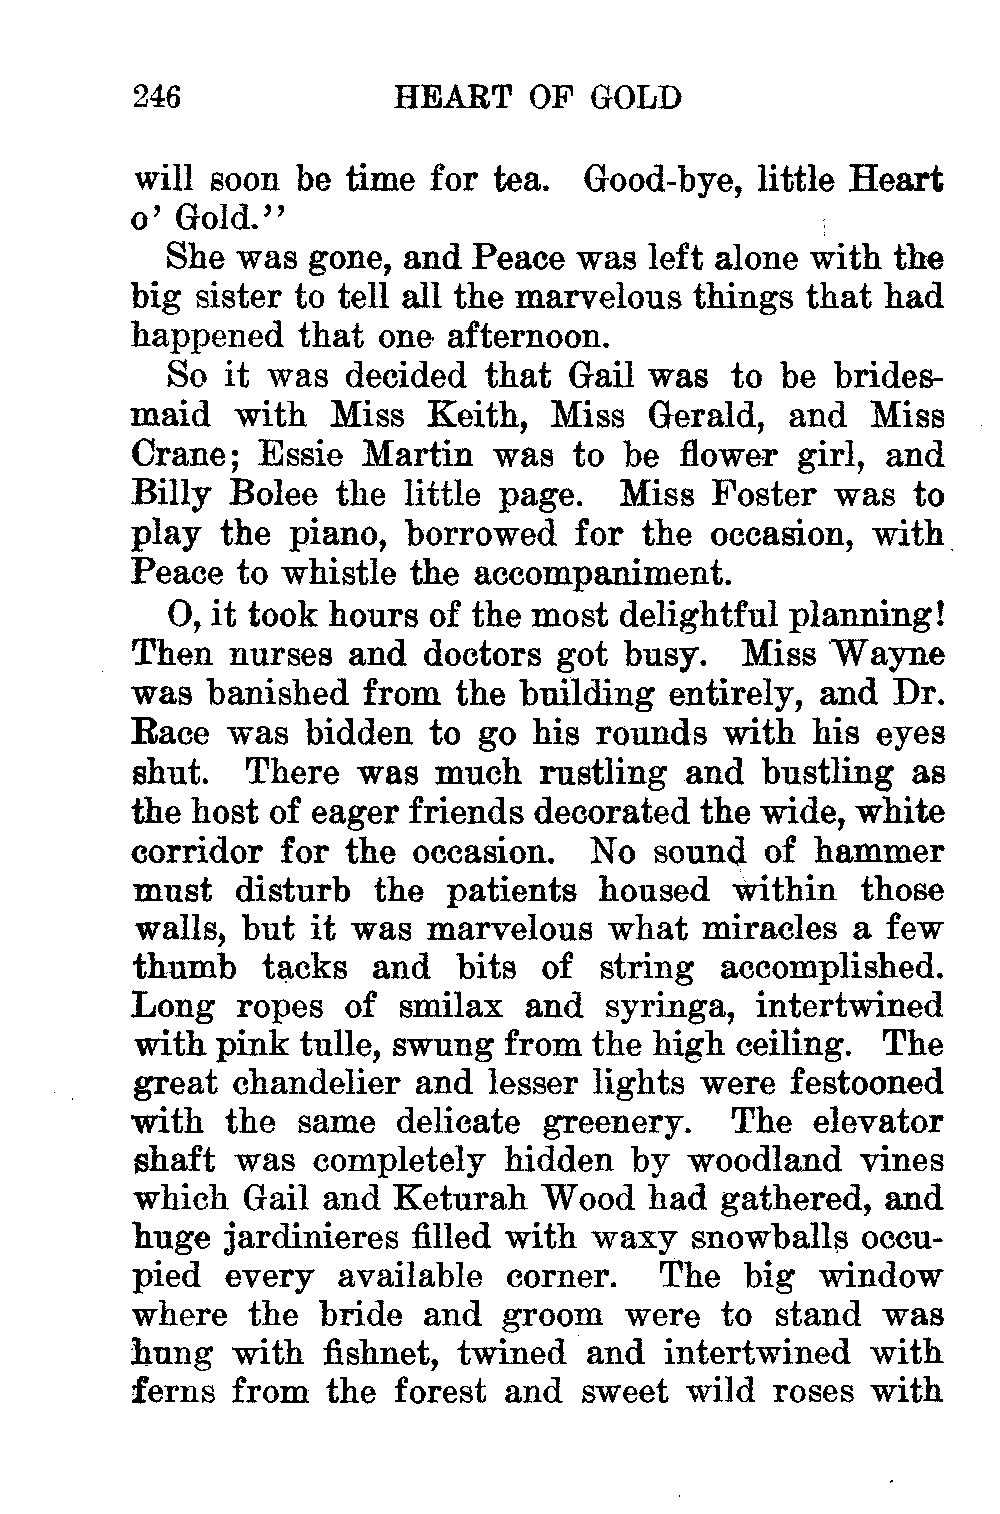 246 HEART OF GOLD
will soon be time for tea. Good-bye, little Heart
o' Gold."
She was gone, and Peace was left alone with the
big sister to tell all the marvelous things that had
happened that one afternoon.
So it was decided that Gail was to be brides-
maid with Miss Keith, Miss Gerald, and Miss
Crane; Essie Martin was to be flower girl, and
Billy Bolee the little page. Miss Foster was to
play the piano, borrowed for the occasion, with
Peace to whistle the accompaniment.
O, it took hours of the most delightful planning!
Then nurses and doctors got busy. Miss Wayne
was banished from the building entirely, and Dr.
Race was bidden to go his rounds with his eyes
shut. There was much rustling and bustling as
the host of eager friends decorated the wide, white
corridor for the occasion. No sound of hammer
must disturb the patients housed within those
walls, but it was marvelous what miracles a few
thumb tacks and bits of string accomplished.
Long ropes of smilax and syringa, intertwined
with pink tulle, swung from the high ceiling. The
great chandelier and lesser lights were festooned
with the same delicate greenery. The elevator
shaft was completely hidden by woodland vines
which Gail and Keturah Wood had gathered, and
huge jardinieres filled with waxy snowballs occu-
pied every available corner. The big window
where the bride and groom were to stand was
hung with fishnet, twined and intertwined with
ferns from the forest and sweet wild roses with